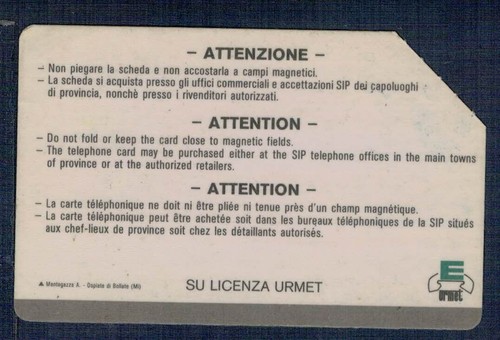 – ATTENZIONE –
– Non piegare la scheda e non accostarla a campi magnetici.
– La scheda si acquista presso gli uffici commerciali e accettazioni SIP dei capoluoghi
di provincia, nonchè presso i rivenditori autorizzati.
– ATTENTION –
– Do not fold or keep the card close to magnetic fields.
– The telephone card may be purchased either at the SIP telephone offices in the main towns
of province or at the authorized retailers.
– ATTENTION –
– La carte téléphonique ne doit ni être pliée ni tenue près d'un champ magnétique.
– La carte téléphonique peut être achetée soit dans les bureaux téléphoniques de la SIP situés
aux chef-lieux de province soit chez les détaillants autorisés.
▲ Mantegazza A. - Ospiate di Bollate (MI)
SU LICENZA URMET
E
urmet